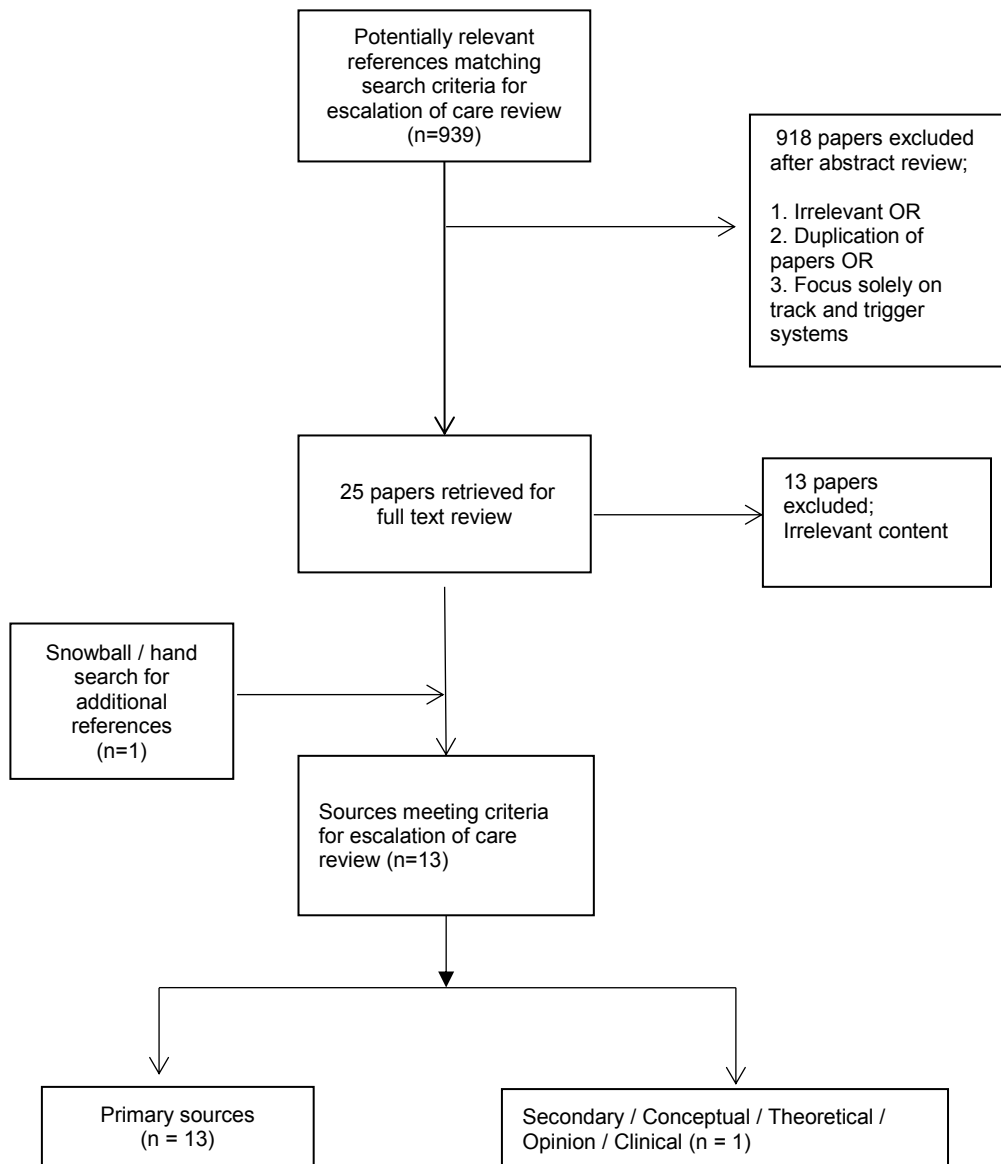 Potentially relevant
references matching
search criteria for
escalation of care review
(n=939)
918 papers excluded
after abstract review;
1. Irrelevant OR
2. Duplication of
papers OR
3. Focus solely on
track and trigger
systems
25 papers retrieved for
full text review
13 papers
excluded;
Irrelevant content
Snowball / hand
search for
additional
references
(n=1)
Sources meeting criteria
for escalation of care
review (n=13)
Primary sources
(n = 13)
Secondary / Conceptual / Theoretical /
Opinion / Clinical (n = 1)